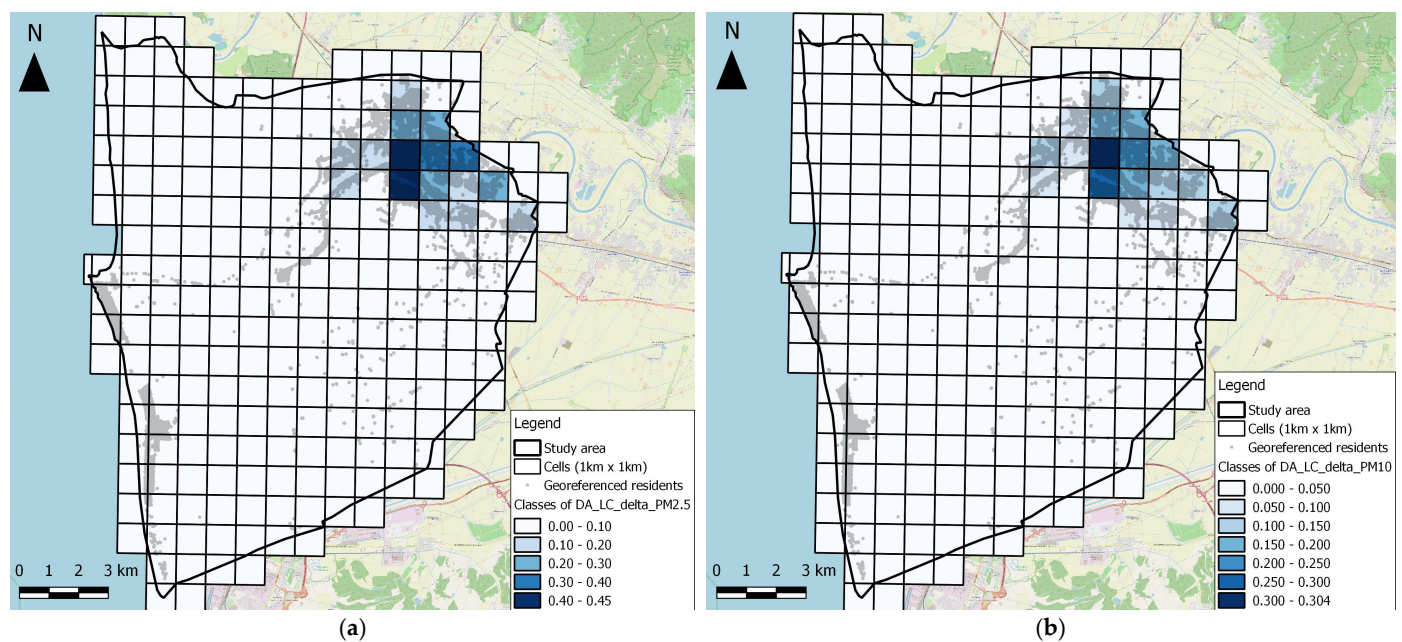 N
Legend
Study area
Cells (1km x 1km)
Georeferenced residents
Classes of DA_LC_delta_PM2.5
0.00 - 0.10
0.10 - 0.20
0.20 - 0.30
0.30 - 0.40
0.40 - 0.45
0 1 2 3 km
(a)
N
Legend
Study area
Cells (1km x 1km)
Georeferenced residents
Classes of DA_LC_delta_PM10
0.000 - 0.050
0.050 - 0.100
0.100 - 0.150
0.150 - 0.200
0.200 - 0.250
0.250 - 0.300
0.300 - 0.304
0 1 2 3 km
(b)